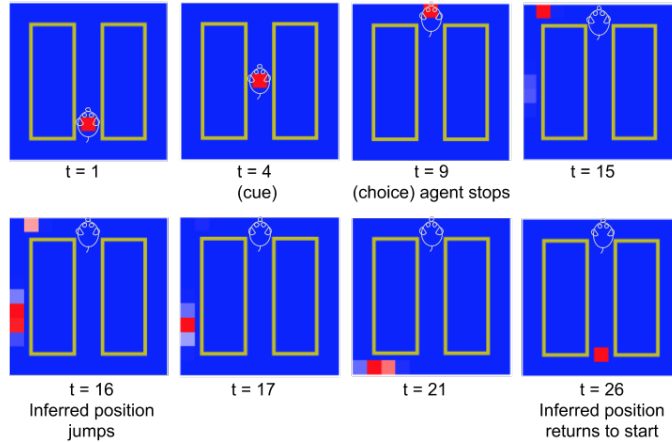 t = 1
t = 4
(cue)
t = 9
(choice) agent stops
t = 15
t = 16
Inferred position
jumps
t = 17
t = 21
t = 26
Inferred position
returns to start